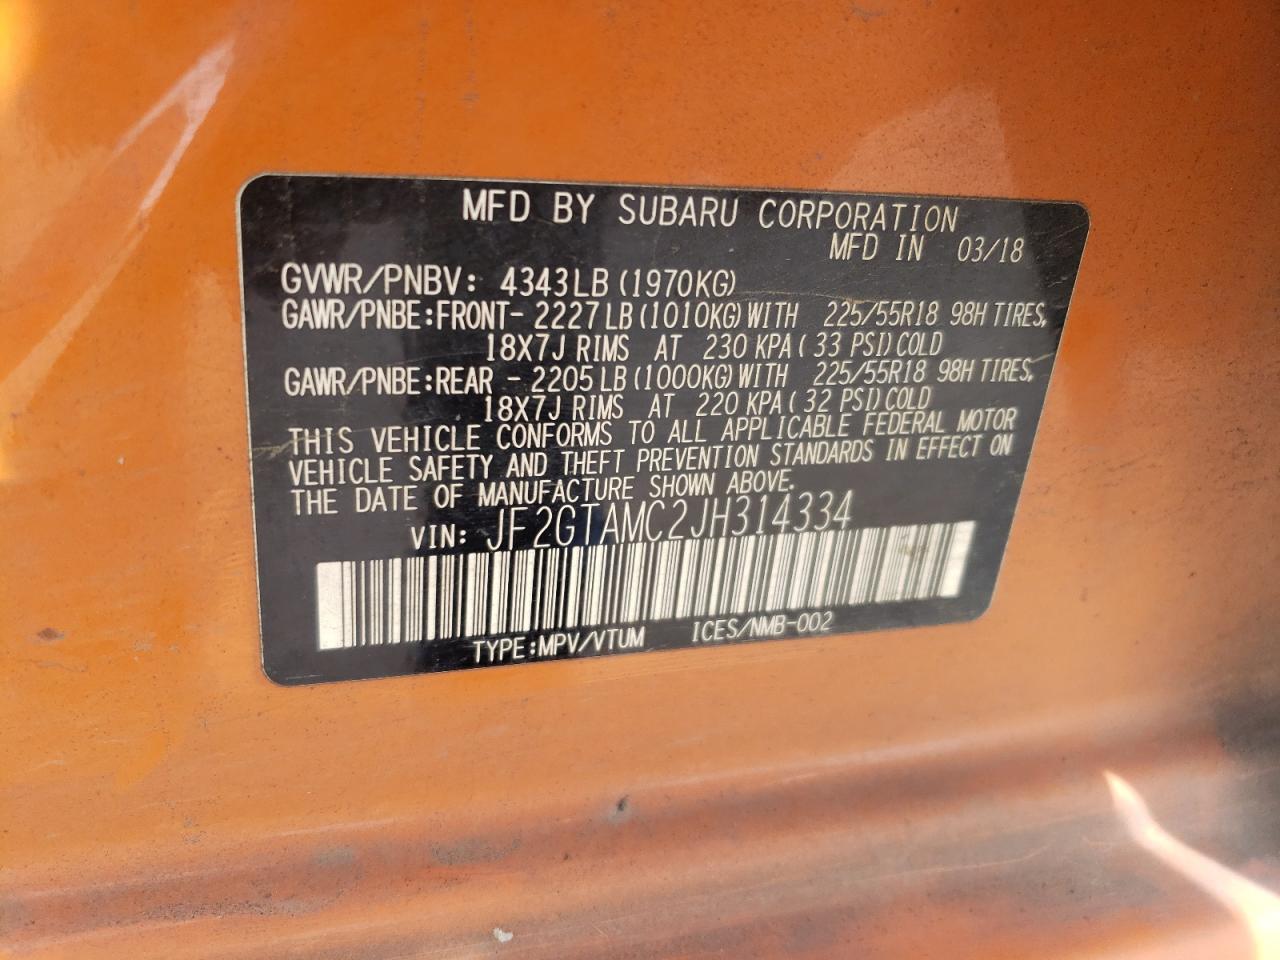 MFD BY SUBARU CORPORATION
MFD IN 03/18
GVWR/PNBV: 4343LB (1970KG)
GAWR/PNBE:FRONT- 2227LB(1010KG)WITH 225/55R18 98H TIRES,
18X7J RIMS AT 230 KPA( 33 PSI)COLD
GAWR/PNBE:REAR - 2205LB(1000KG)WITH 225/55R18 98H TIRES,
18X7J RIMS AT 220 KPA( 32 PSI)COLD
THIS VEHICLE CONFORMS TO ALL APPLICABLE FEDERAL MOTOR
VEHICLE SAFETY AND THEFT PREVENTION STANDARDS IN EFFECT ON
THE DATE OF MANUFACTURE SHOWN ABOVE.
VIN: JF2GTAMC2JH314334
TYPE:MPV/VTUM ICES/NMB-002